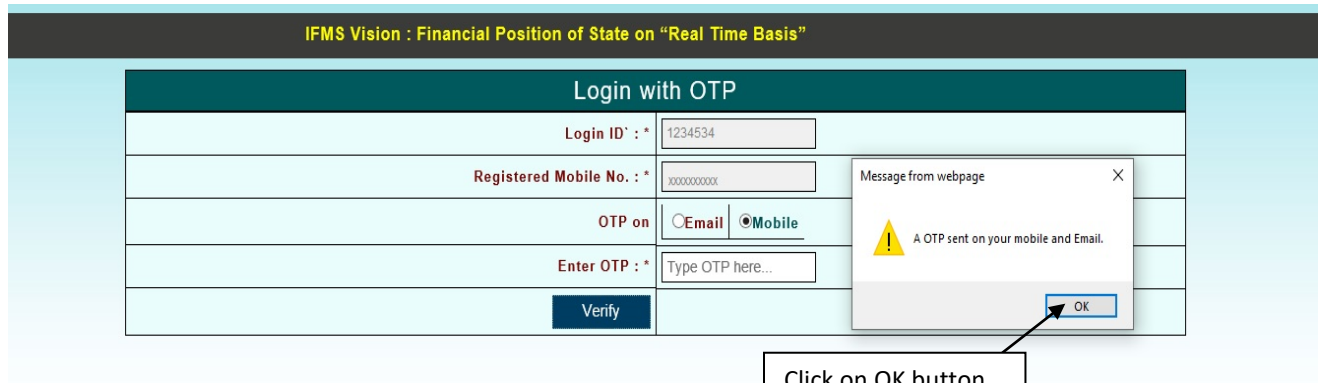 IFMS Vision : Financial Position of State on “Real Time Basis”
Login with OTP
Login ID` : * 1234534
Registered Mobile No. : * xxxxxxxxxx
OTP on Email Mobile
Enter OTP : * Type OTP here...
Verify
Message from webpage X
! A OTP sent on your mobile and Email.
OK
Click on OK button